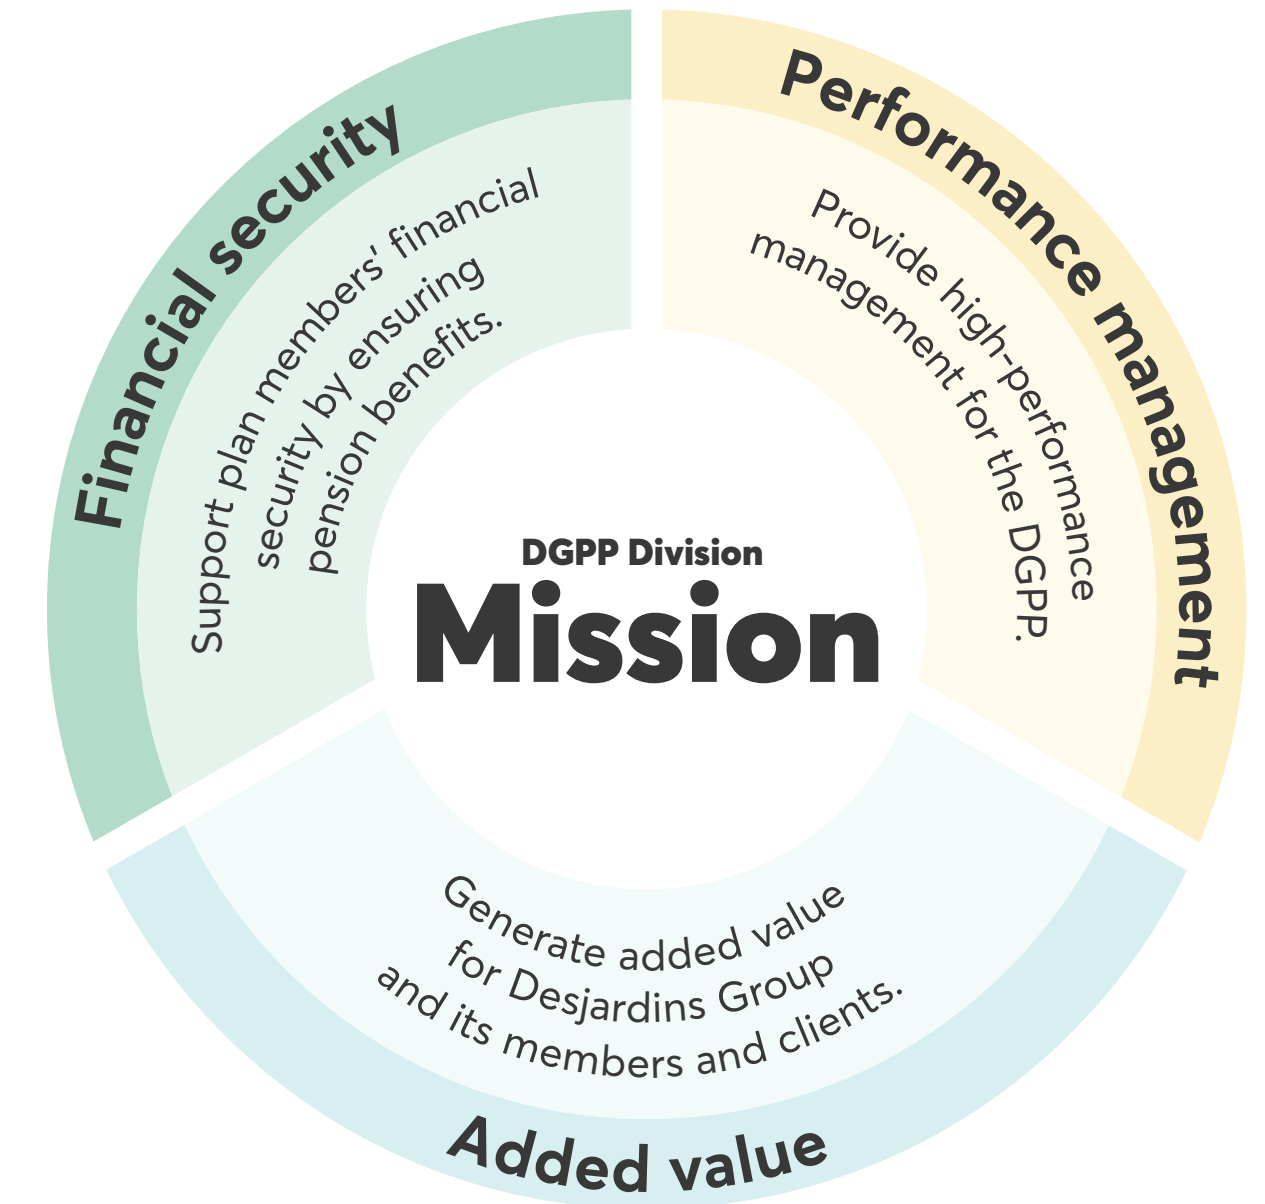 DGPP Division
Mission
Financial security
Support plan members' financial
security by ensuring
pension benefits.
Performance management
Provide high-performance
management for the DGPP.
Generate added value
for Desjardins Group
and its members and clients.
Added value